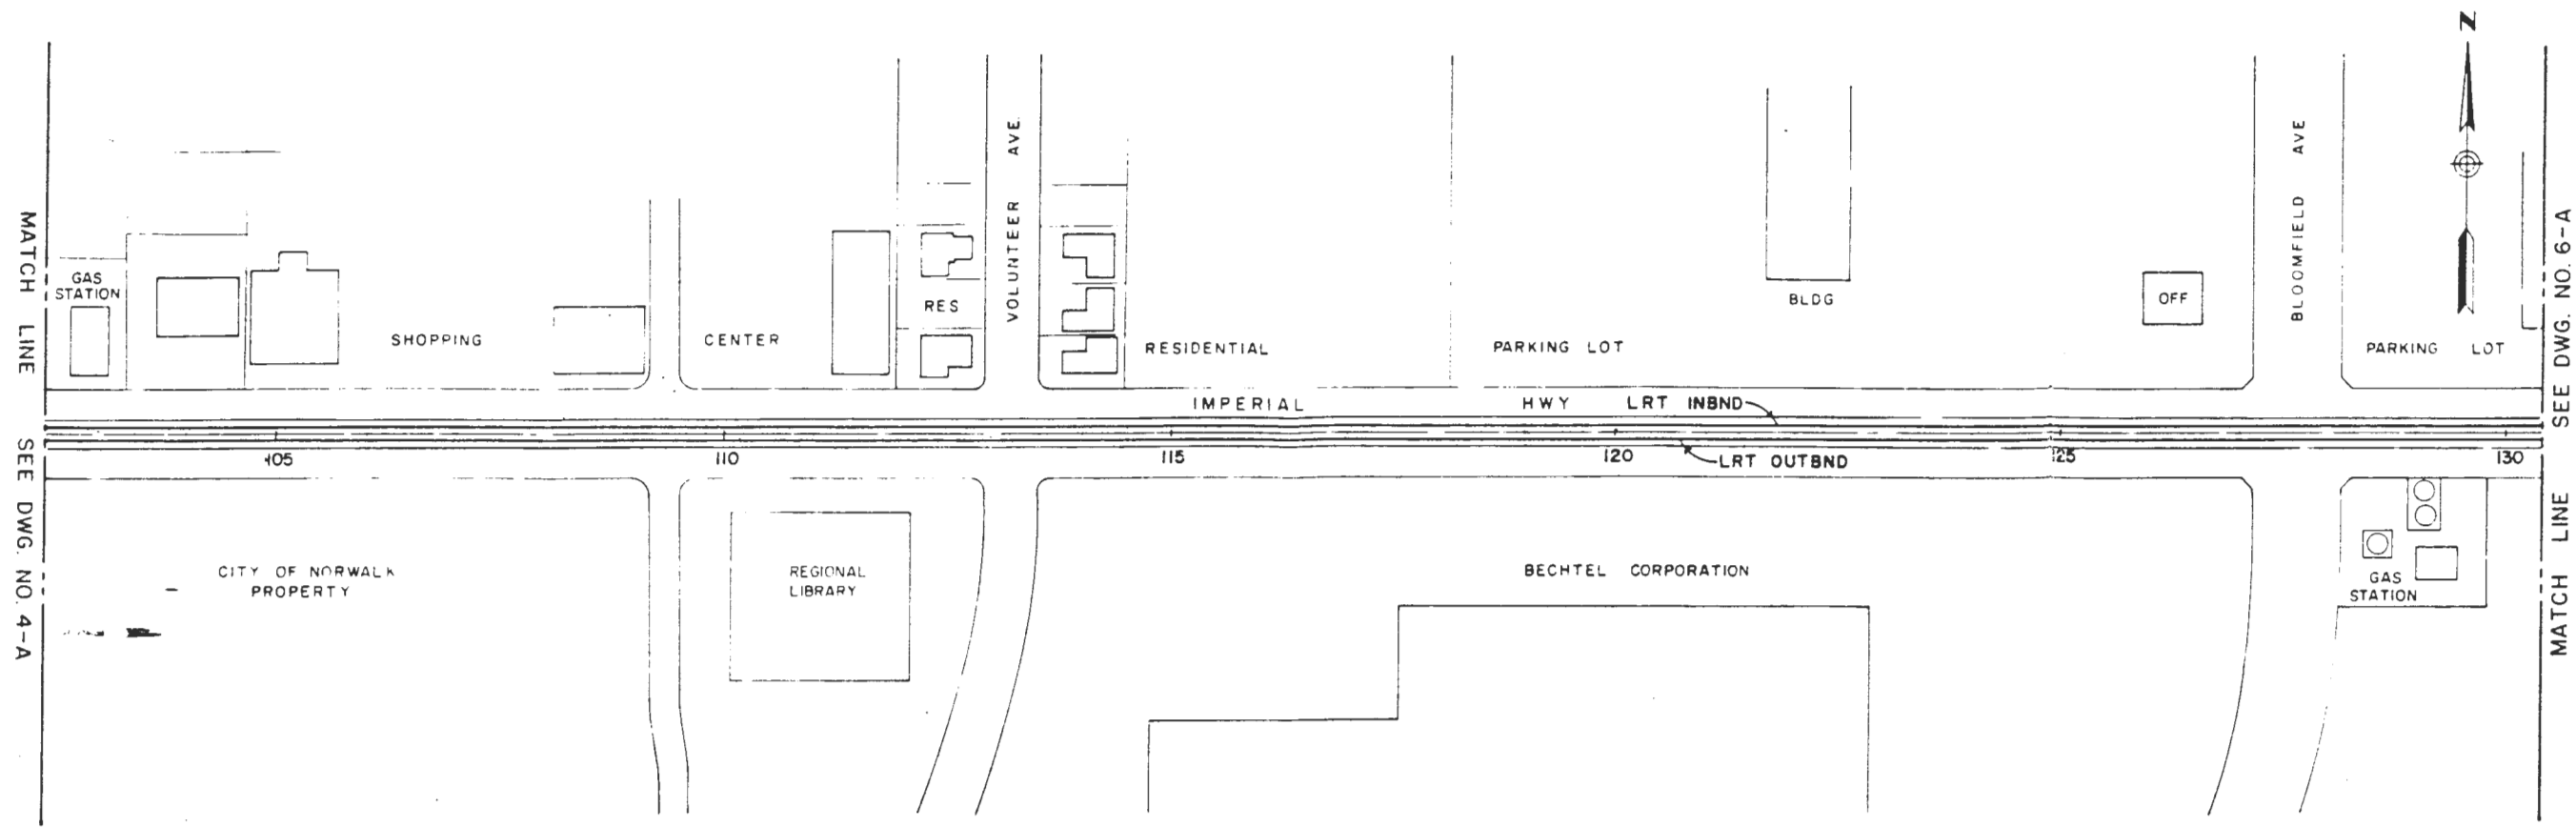 N
MATCH LINE
SEE DWG. NO. 4-A
GAS
STATION
SHOPPING
CENTER
RES
VOLUNTEER AVE.
RESIDENTIAL
PARKING LOT
BLDG
OFF
BLOOMFIELD AVE
PARKING LOT
SEE DWG. NO. 6-A
MATCH LINE
IMPERIAL HWY
LRT INBND
105
110
115
120
125
130
LRT OUTBND
CITY OF NORWALK
PROPERTY
REGIONAL
LIBRARY
BECHTEL CORPORATION
GAS
STATION